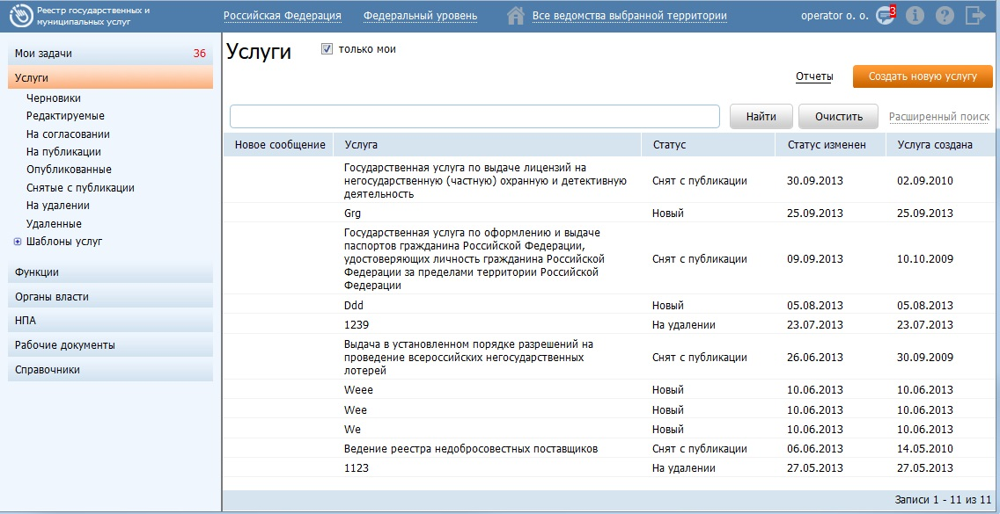 Реестр государственных и
муниципальных услуг
Российская Федерация
Федеральный уровень
Все ведомства выбранной территории
operator o. o.
3
Мои задачи 36
Услуги
Черновики
Редактируемые
На согласовании
На публикации
Опубликованные
Снятые с публикации
На удалении
Удаленные
Шаблоны услуг
Функции
Органы власти
НПА
Рабочие документы
Справочники
Услуги
только мои
Отчеты
Создать новую услугу
Найти
Очистить
Расширенный поиск
Новое сообщение Услуга Статус Статус изменен Услуга создана
Государственная услуга по выдаче лицензий на
негосударственную (частную) охранную и детективную
деятельность
Снят с публикации 30.09.2013 02.09.2010
Grg Новый 25.09.2013 25.09.2013
Государственная услуга по оформлению и выдаче
паспортов гражданина Российской Федерации,
удостоверяющих личность гражданина Российской
Федерации за пределами территории Российской
Федерации
Снят с публикации 09.09.2013 10.10.2009
Ddd Новый 05.08.2013 05.08.2013
1239 На удалении 23.07.2013 23.07.2013
Выдача в установленном порядке разрешений на
проведение всероссийских негосударственных
лотерей
Снят с публикации 26.06.2013 30.09.2009
Weee Новый 10.06.2013 10.06.2013
Wee Новый 10.06.2013 10.06.2013
We Новый 10.06.2013 10.06.2013
Ведение реестра недобросовестных поставщиков Снят с публикации 06.06.2013 14.05.2010
1123 На удалении 27.05.2013 27.05.2013
Записи 1 - 11 из 11